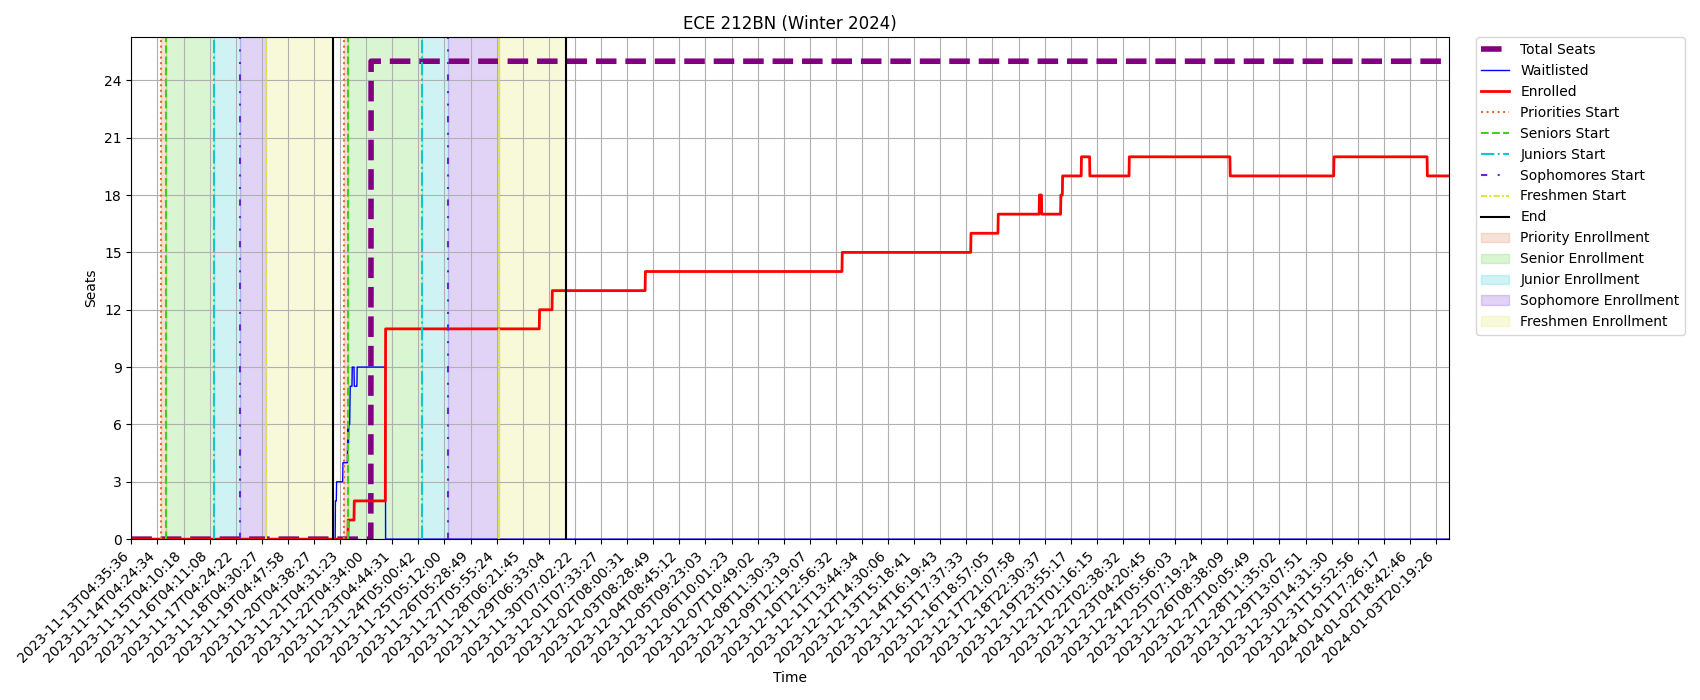 ECE 212BN (Winter 2024)
Seats
24
21
18
15
12
9
6
3
0
2023-11-13T04:35:36
2023-11-14T04:24:34
2023-11-15T04:10:18
2023-11-16T04:11:08
2023-11-17T04:24:22
2023-11-18T04:30:27
2023-11-19T04:47:58
2023-11-20T04:38:27
2023-11-21T04:31:23
2023-11-22T04:34:00
2023-11-23T04:44:31
2023-11-24T05:00:42
2023-11-25T05:12:00
2023-11-26T05:28:49
2023-11-27T05:55:24
2023-11-28T06:21:45
2023-11-29T06:33:04
2023-11-30T07:02:22
2023-12-01T07:33:27
2023-12-02T08:00:31
2023-12-03T08:28:49
2023-12-04T08:45:12
2023-12-05T09:23:03
2023-12-06T10:01:23
2023-12-07T10:49:02
2023-12-08T11:30:33
2023-12-09T12:19:07
2023-12-10T12:56:32
2023-12-11T13:44:34
2023-12-12T14:30:06
2023-12-13T15:18:41
2023-12-14T16:19:43
2023-12-15T17:37:33
2023-12-16T18:57:05
2023-12-17T21:07:58
2023-12-18T22:30:37
2023-12-19T23:55:17
2023-12-21T01:16:15
2023-12-22T02:38:32
2023-12-23T04:20:45
2023-12-24T05:56:03
2023-12-25T07:19:24
2023-12-26T08:38:09
2023-12-27T10:05:49
2023-12-28T11:35:02
2023-12-29T13:07:51
2023-12-30T14:31:30
2023-12-31T15:52:56
2024-01-01T17:26:17
2024-01-02T18:42:46
2024-01-03T20:19:26
Time
Total Seats
Waitlisted
Enrolled
Priorities Start
Seniors Start
Juniors Start
Sophomores Start
Freshmen Start
End
Priority Enrollment
Senior Enrollment
Junior Enrollment
Sophomore Enrollment
Freshmen Enrollment